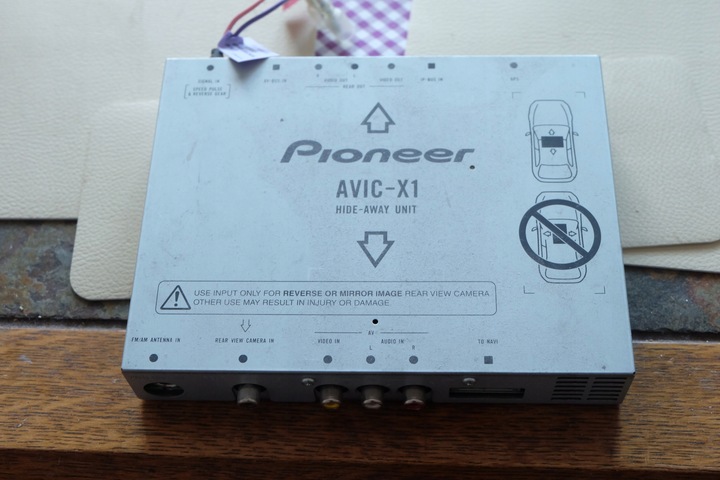 SIGNAL IN
SPEED PULSE
& REVERSE GEAR
IP-BUS IN
AUDIO OUT
VIDEO OUT
REAR OUT
IP BUS IN
GPS
Pioneer
AVIC-X1
HIDE-AWAY UNIT
USE INPUT ONLY FOR REVERSE OR MIRROR IMAGE REAR VIEW CAMERA
OTHER USE MAY RESULT IN INJURY OR DAMAGE
FM/AM ANTENNA IN
REAR VIEW CAMERA IN
AV
VIDEO IN
AUDIO IN
L
R
TO NAVI